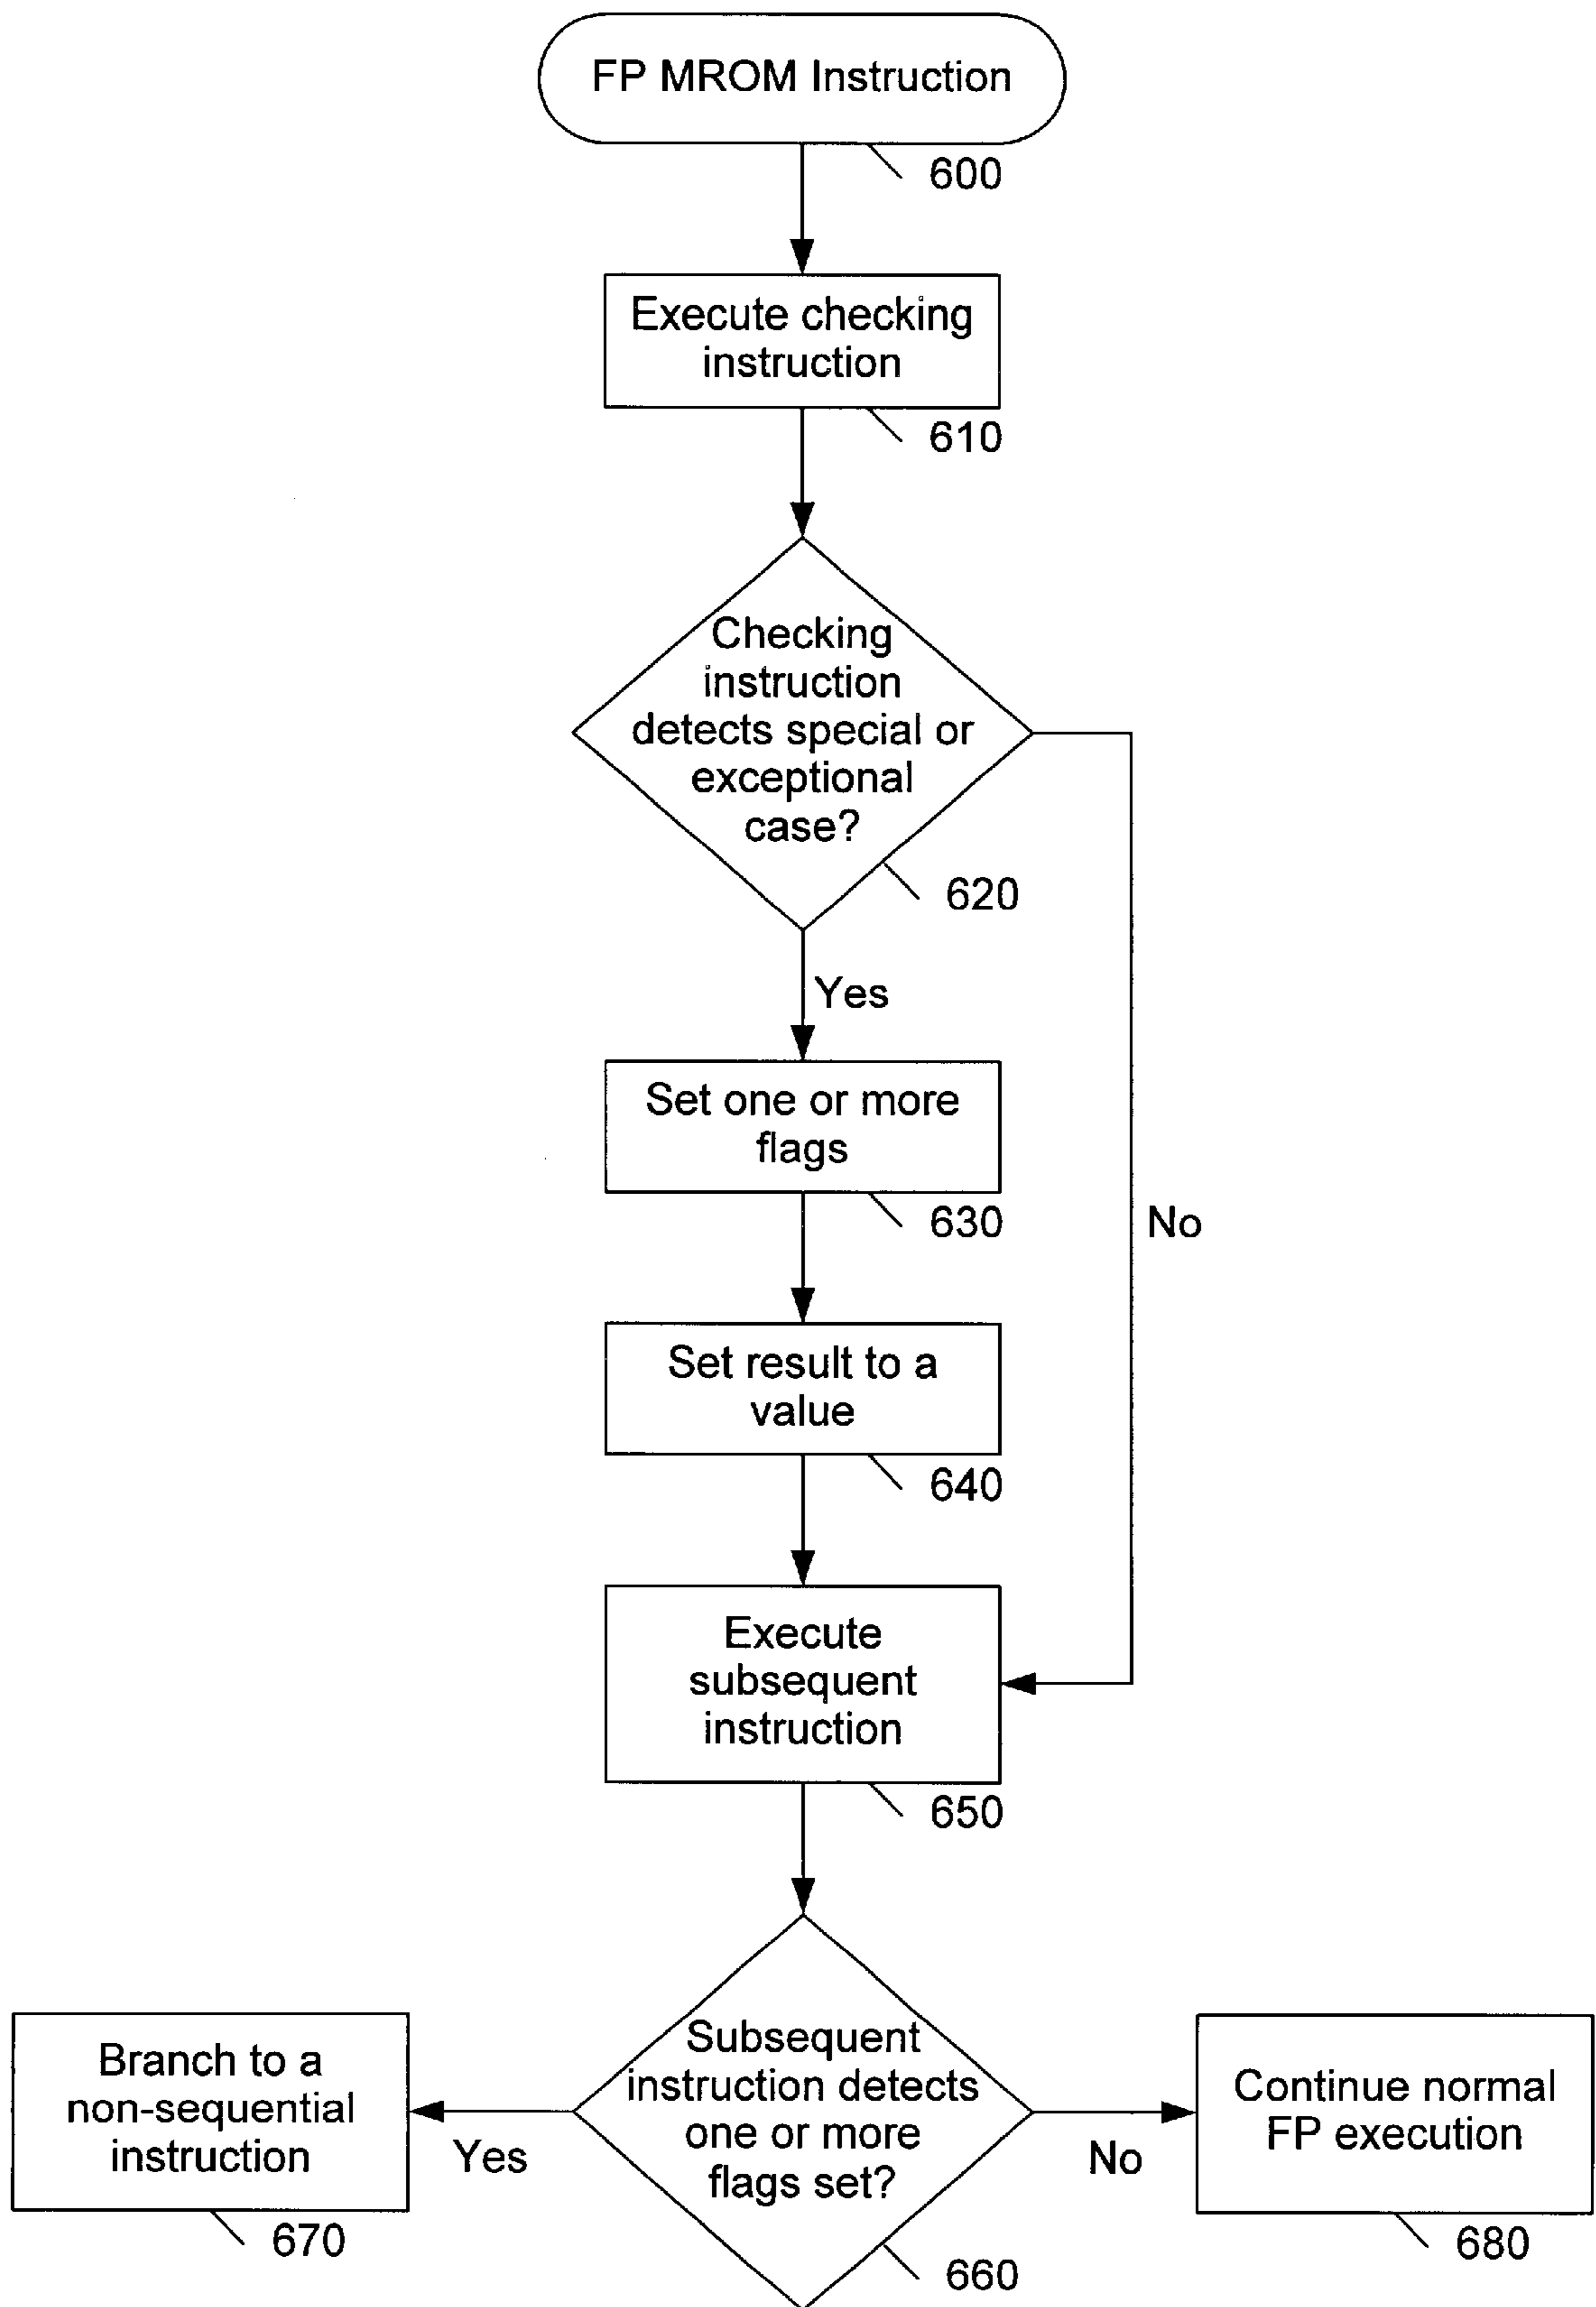 FP MROM Instruction
600
Execute checking
instruction
610
Checking
instruction
detects special or
exceptional
case?
620
Yes
Set one or more
flags
630
No
Set result to a
value
640
Execute
subsequent
instruction
650
Subsequent
instruction detects
one or more
flags set?
660
Yes
Branch to a
non-sequential
instruction
670
No
Continue normal
FP execution
680